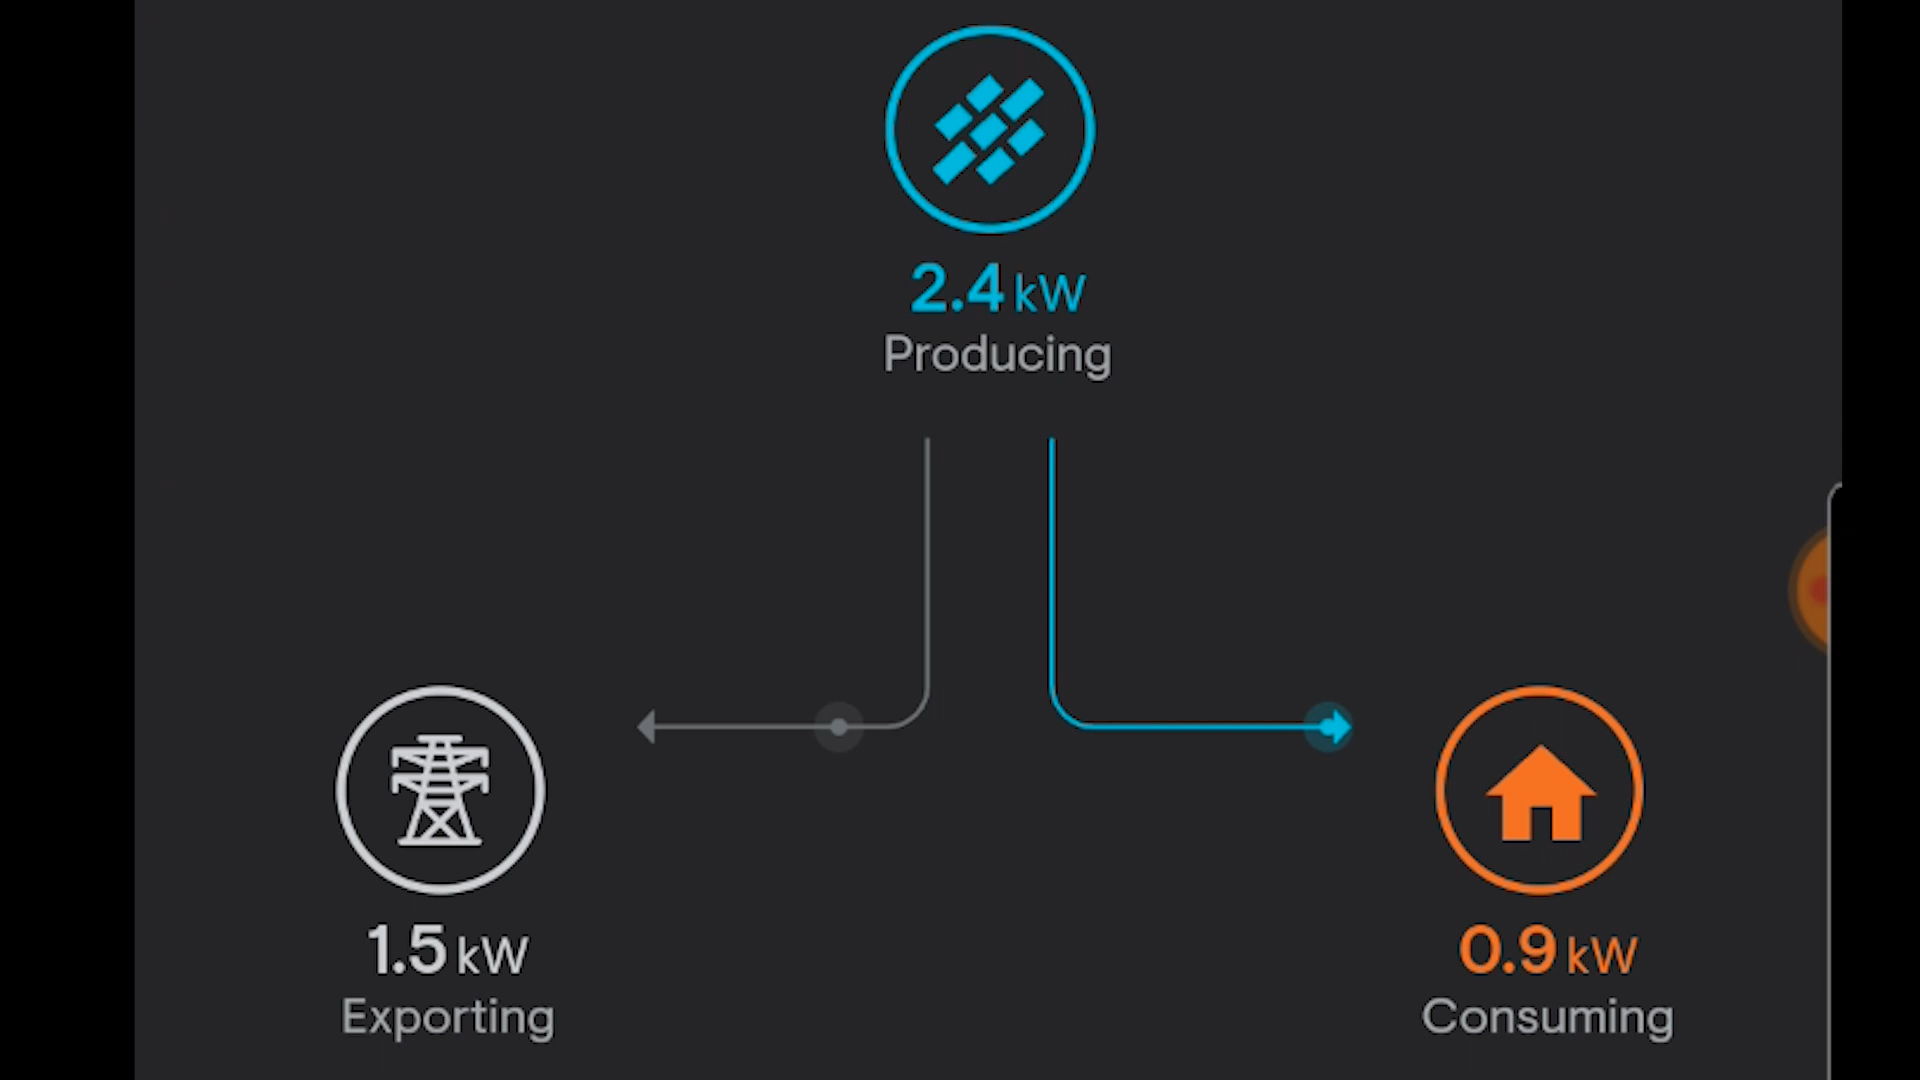 2.4 kW
Producing
1.5 kW
Exporting
0.9 kW
Consuming